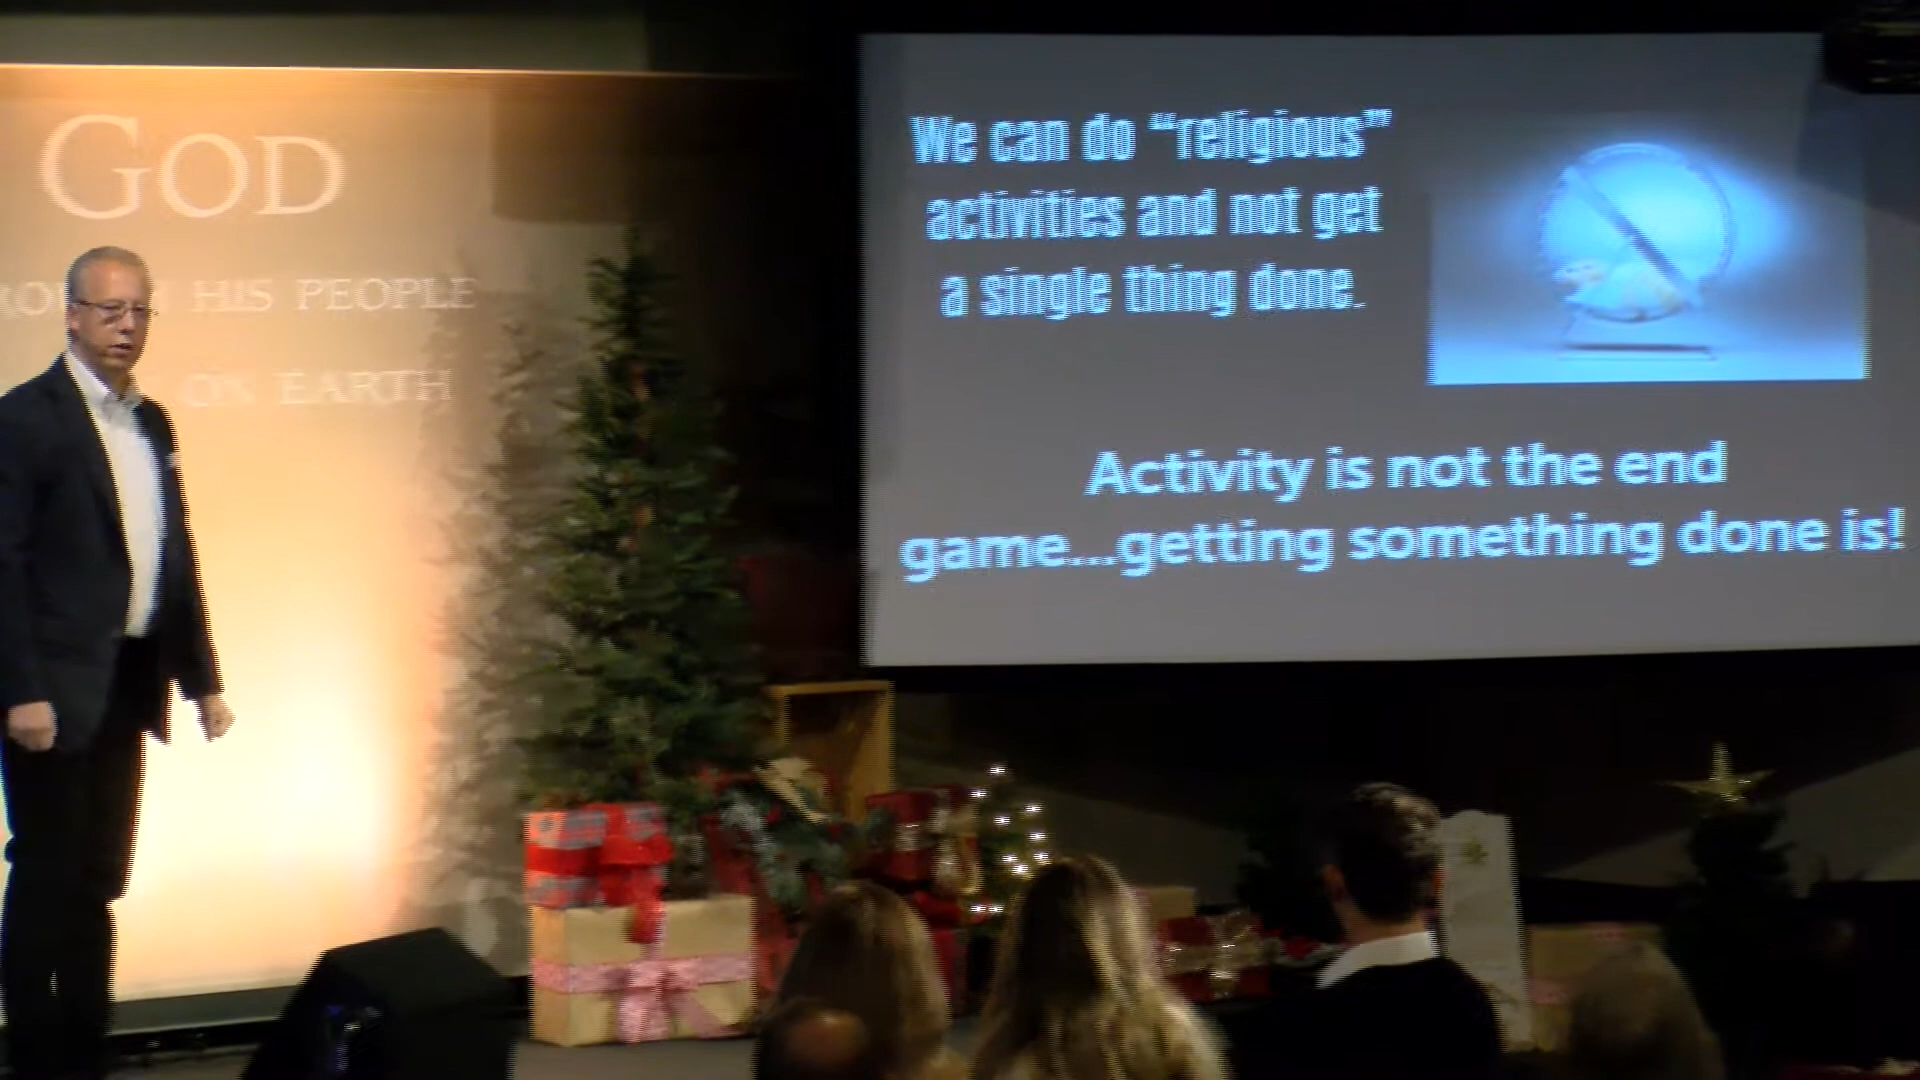 GOD
HIS PEOPLE
ON EARTH
We can do “religious”
activities and not get
a single thing done.
Activity is not the end
game...getting something done is!